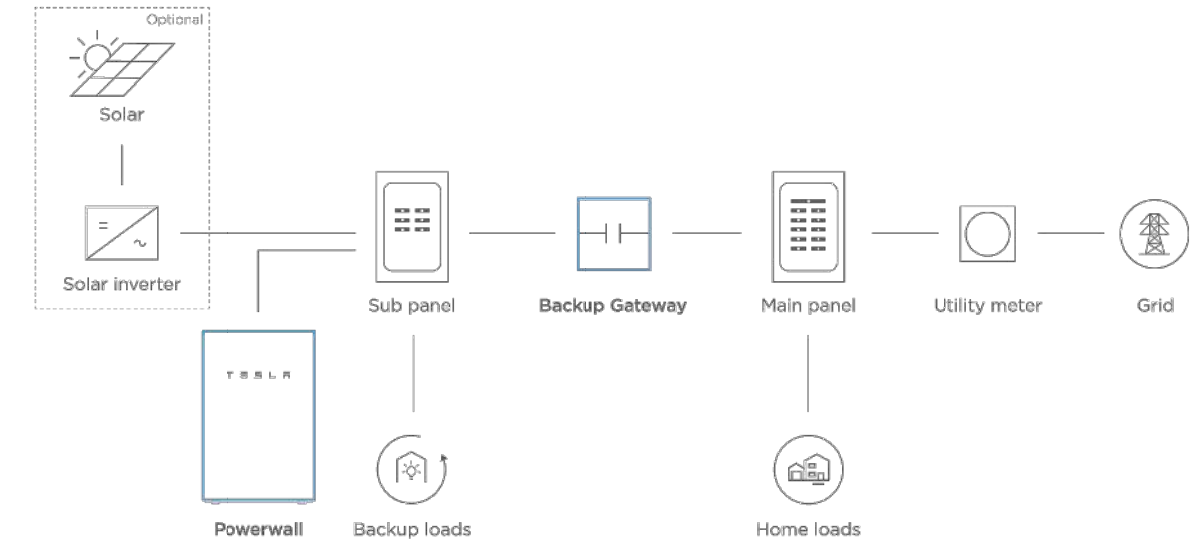 Optional
Solar
Solar inverter
Sub panel
Backup Gateway
Main panel
Utility meter
Grid
TESLA
Powerwall
Backup loads
Home loads